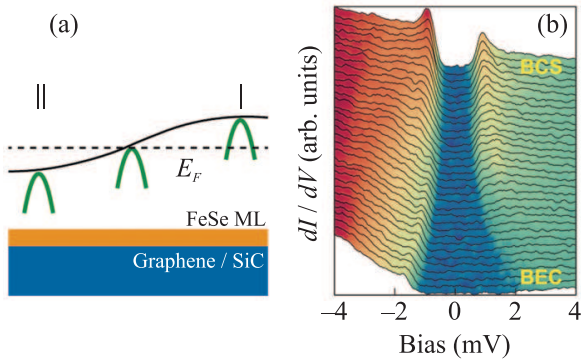 (a)
II
I
E_F
FeSe ML
Graphene / SiC
(b)
BCS
BEC
dI / dV (arb. units)
–4
–2
0
2
4
Bias (mV)